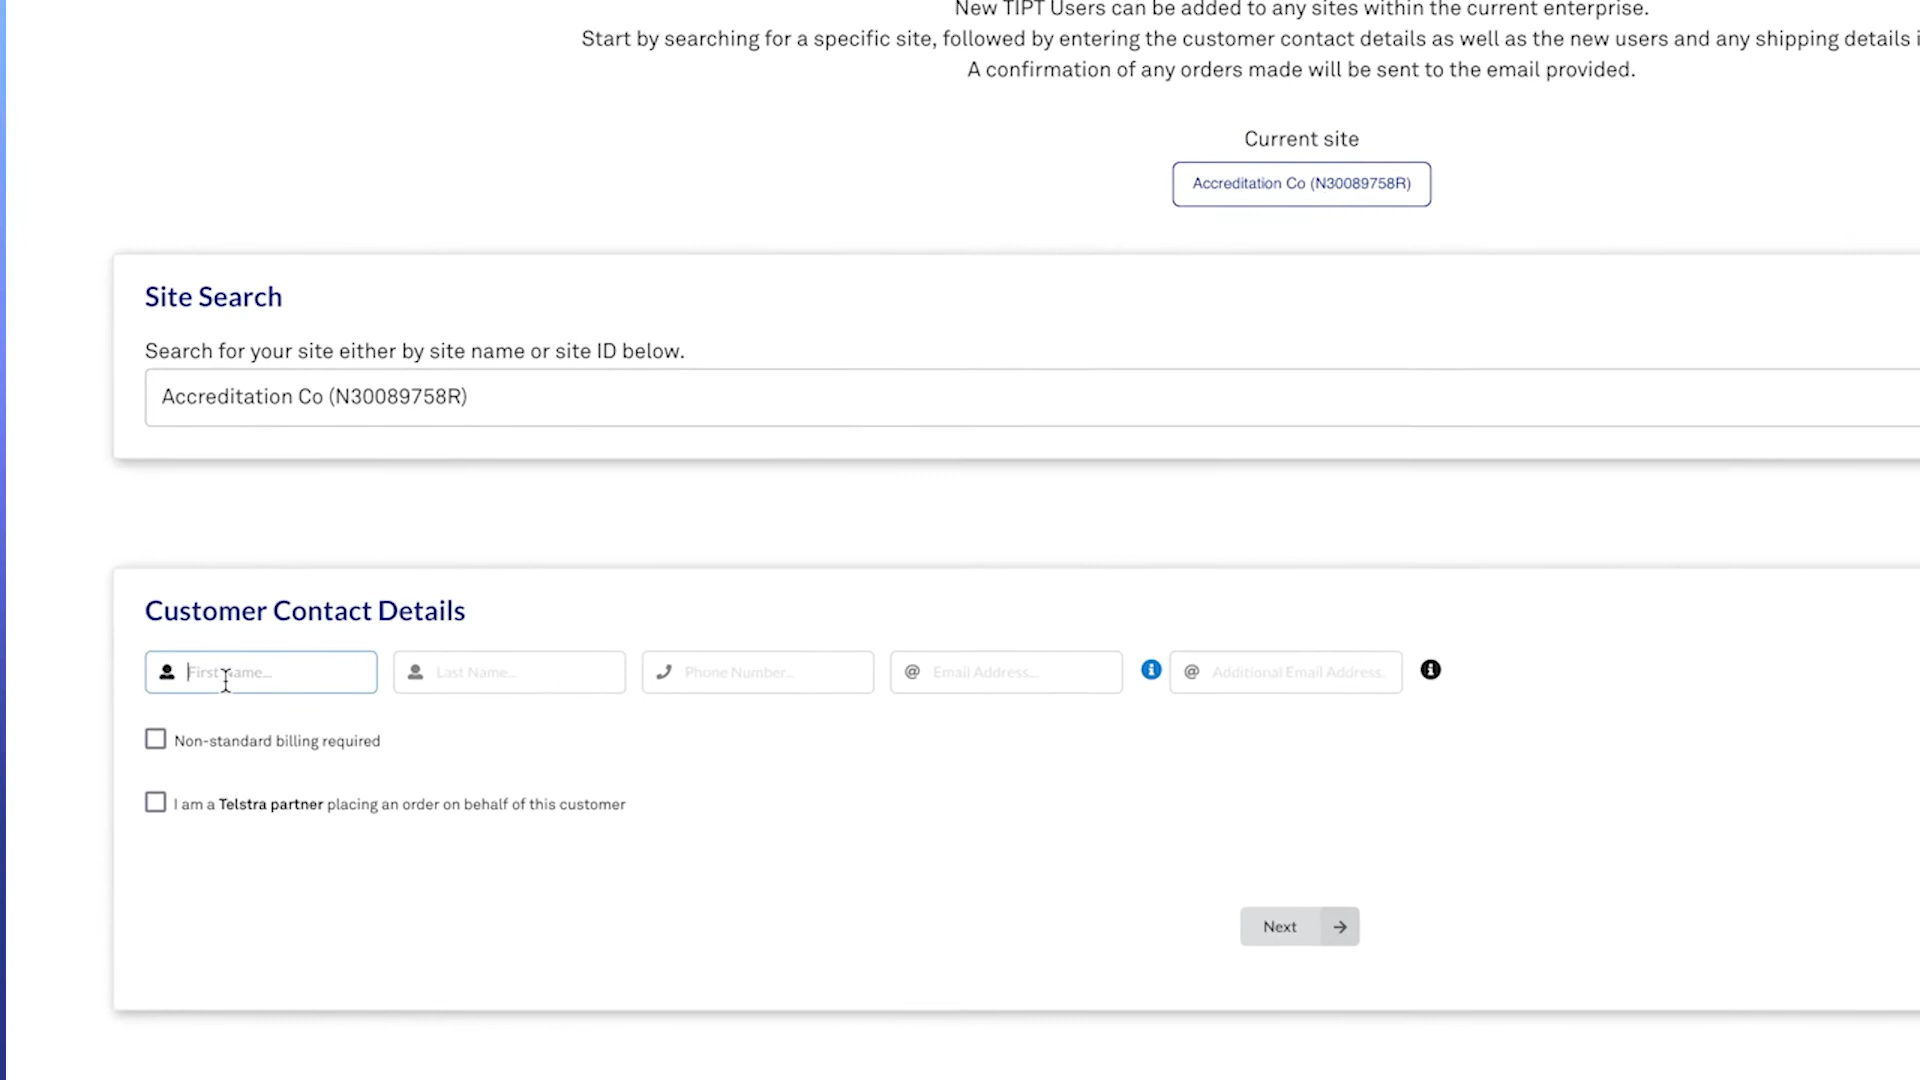 New TIPT Users can be added to any sites within the current enterprise.
Start by searching for a specific site, followed by entering the customer contact details as well as the new users and any shipping details i
A confirmation of any orders made will be sent to the email provided.
Current site
Accreditation Co (N30089758R)
Site Search
Search for your site either by site name or site ID below.
Accreditation Co (N30089758R)
Customer Contact Details
First Name... Last Name... Phone Number... @ Email Address... @ Additional Email Address.
Non-standard billing required
I am a Telstra partner placing an order on behalf of this customer
Next